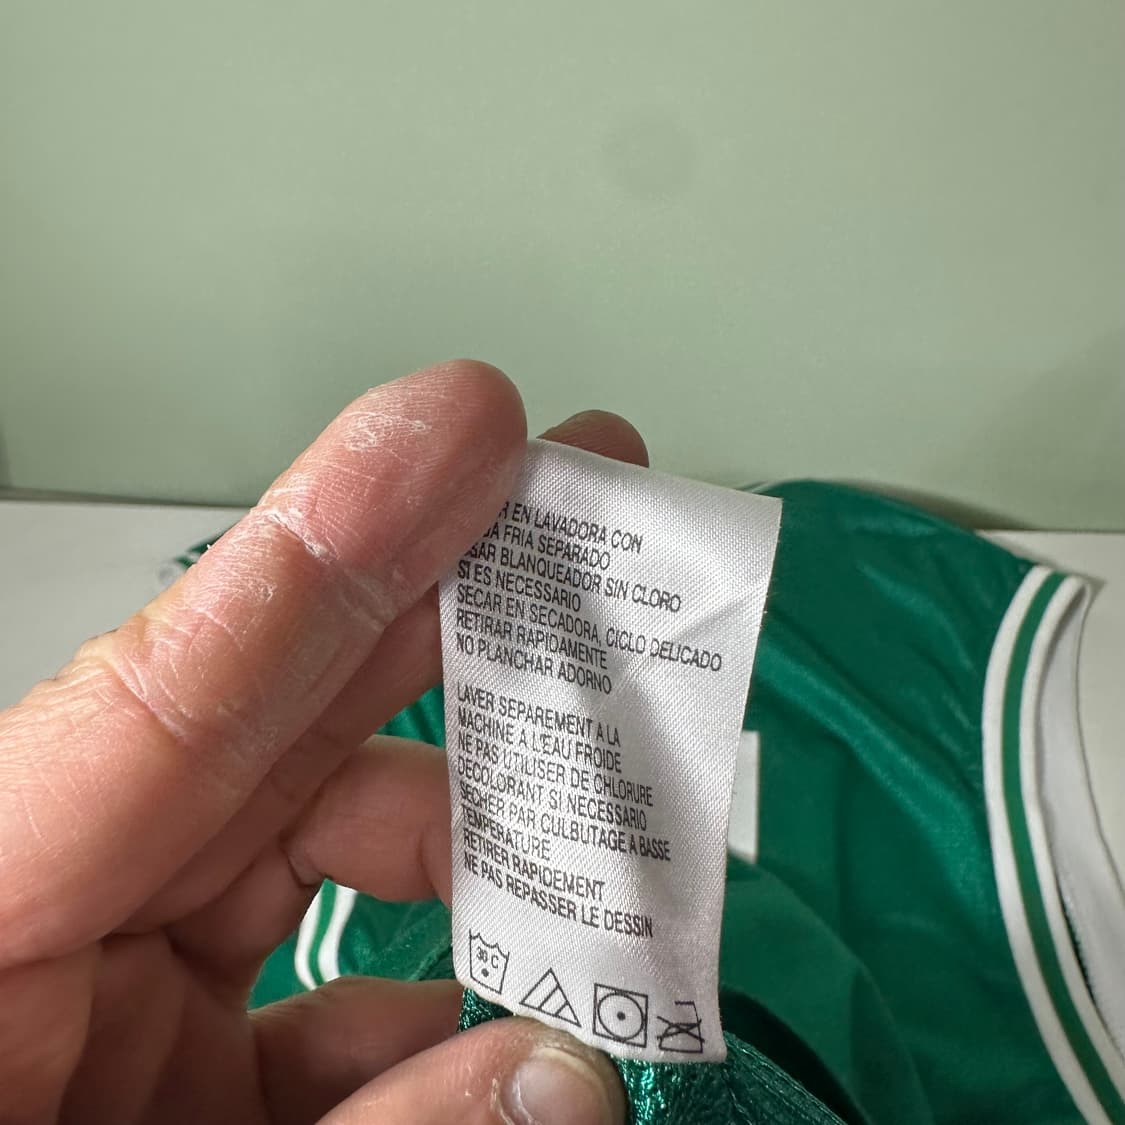 EN LAVADORA CON
FRIA SEPARADO
BLANQUEADOR SIN CLORO
SI ES NECESSARIO
SECAR EN SECADORA, CICLO DELICADO
RETIRAR RAPIDAMENTE
NO PLANCHAR ADORNO
LAVER SEPAREMENT A LA
MACHINE A L'EAU FROIDE
NE PAS UTILISER DE CHLORURE
DECOLORANT SI NECESSARIO
SECHER PAR CULBUTAGE A BASSE
TEMPERATURE
RETIRER RAPIDEMENT
NE PAS REPASSER LE DESSIN
30 C